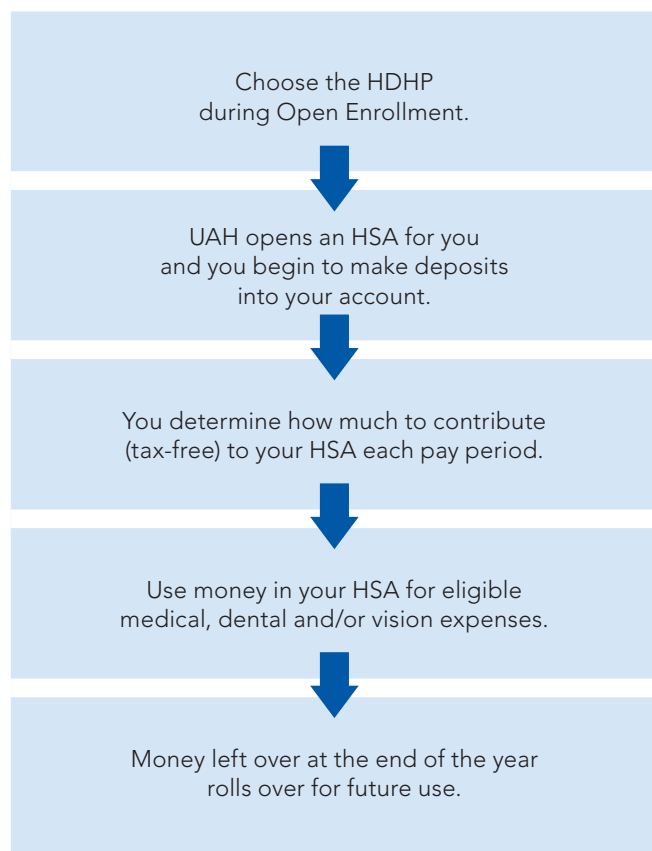 Choose the HDHP
during Open Enrollment.
UAH opens an HSA for you
and you begin to make deposits
into your account.
You determine how much to contribute
(tax-free) to your HSA each pay period.
Use money in your HSA for eligible
medical, dental and/or vision expenses.
Money left over at the end of the year
rolls over for future use.